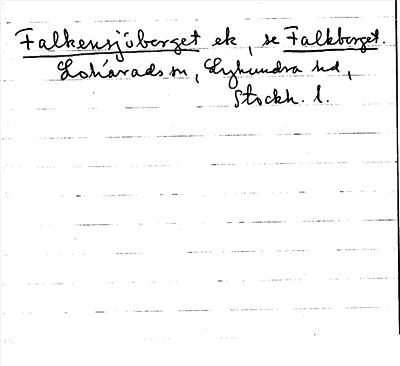 Falkensjöberget ek, se Falkberget.
Lohärads sn, Lyhundra hd,
Stockh. l.